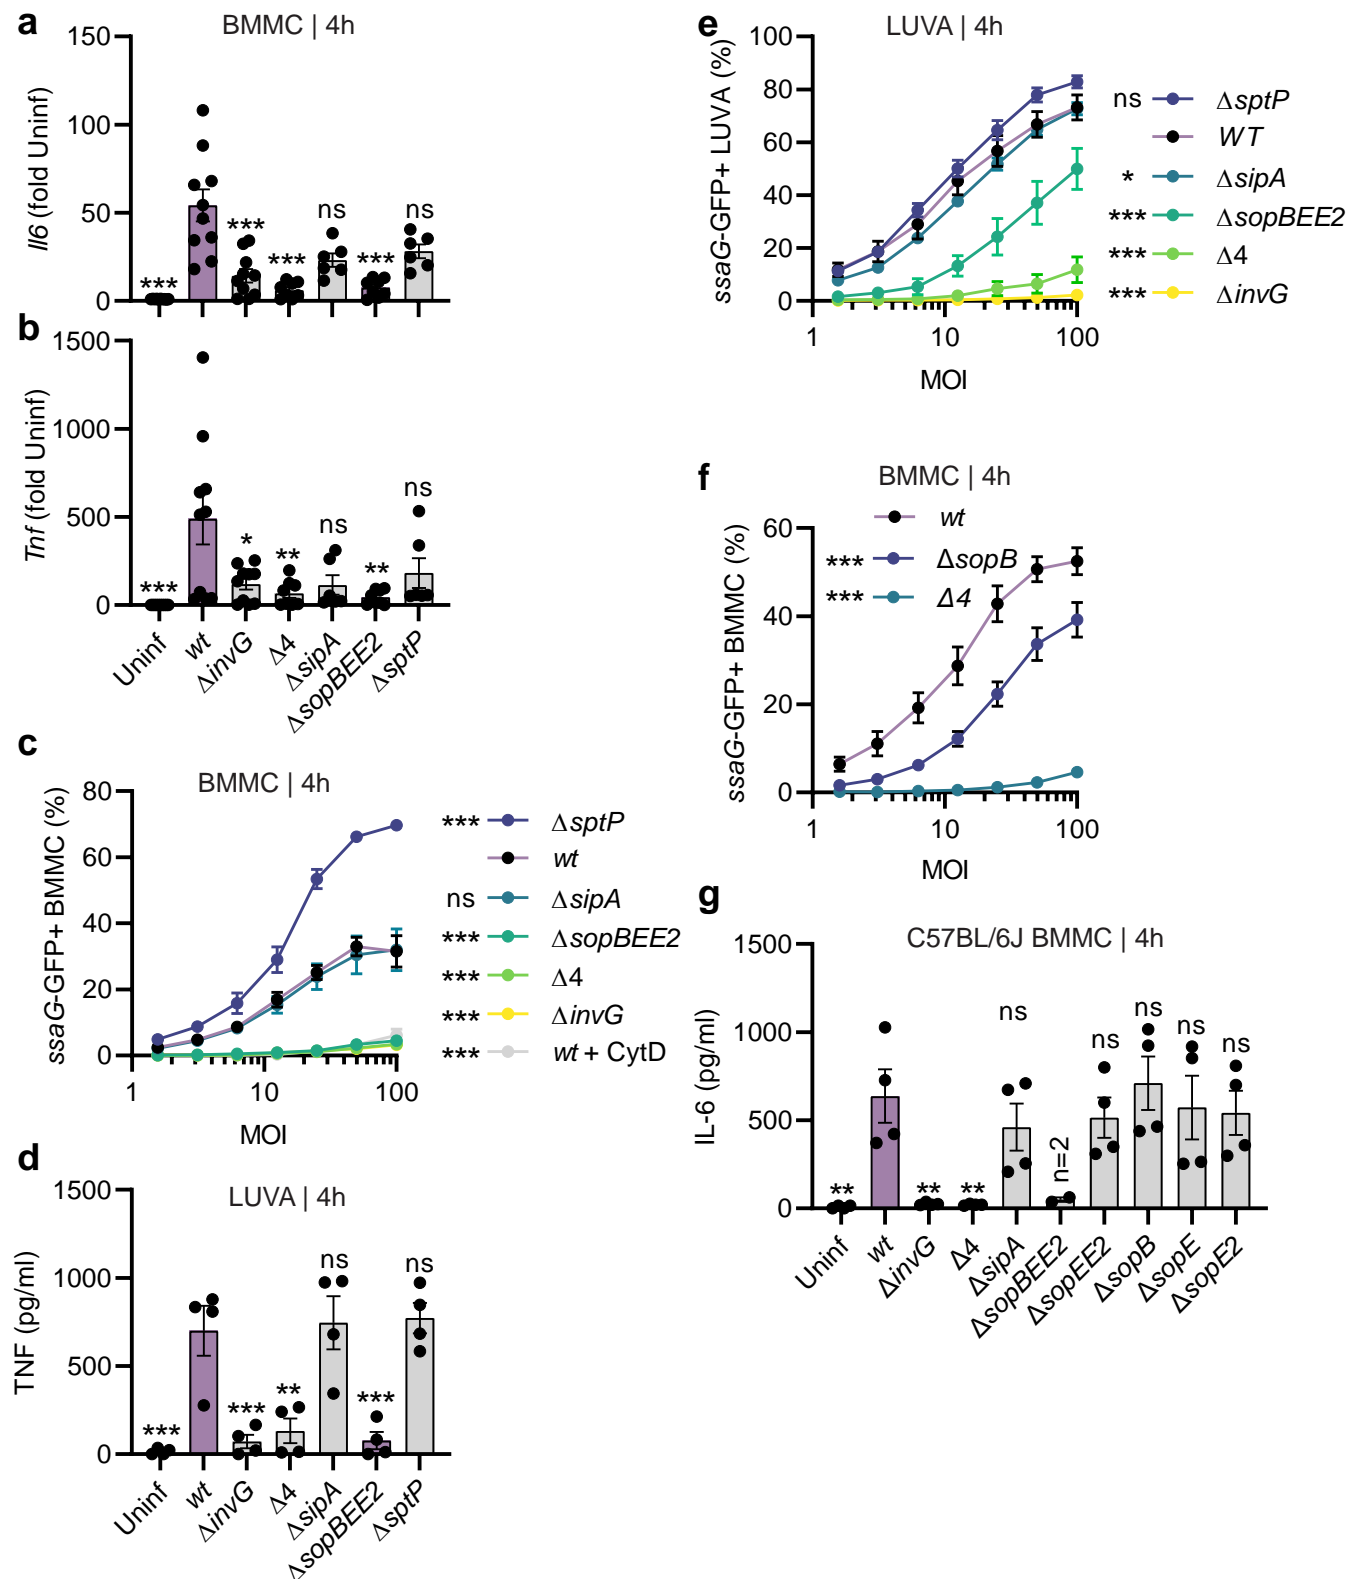 a
BMMC | 4h
Il6 (fold Uninf)
150
100
50
0
***
***
***
ns
***
ns
b
Tnf (fold Uninf)
1500
1000
500
0
***
*
**
ns
**
ns
Uninf
wt
ΔinvG
Δ4
ΔsipA
ΔsopBEE2
ΔsptP
c
BMMC | 4h
ssaG-GFP+ BMMC (%)
80
60
40
20
0
1
10
100
MOI
*** ΔsptP
wt
ns ΔsipA
*** ΔsopBEE2
*** Δ4
*** ΔinvG
*** wt + CytD
d
LUVA | 4h
TNF (pg/ml)
1500
1000
500
0
***
***
**
ns
***
ns
Uninf
wt
ΔinvG
Δ4
ΔsipA
ΔsopBEE2
ΔsptP
e
LUVA | 4h
ssaG-GFP+ LUVA (%)
100
80
60
40
20
0
1
10
100
MOI
ns ΔsptP
WT
* ΔsipA
*** ΔsopBEE2
*** Δ4
*** ΔinvG
f
BMMC | 4h
ssaG-GFP+ BMMC (%)
60
40
20
0
1
10
100
MOI
wt
*** ΔsopB
*** Δ4
g
C57BL/6J BMMC | 4h
IL-6 (pg/ml)
1500
1000
500
0
**
**
**
ns
n=2
ns
ns
ns
ns
Uninf
wt
ΔinvG
Δ4
ΔsipA
ΔsopBEE2
ΔsopEE2
ΔsopB
ΔsopE
ΔsopE2